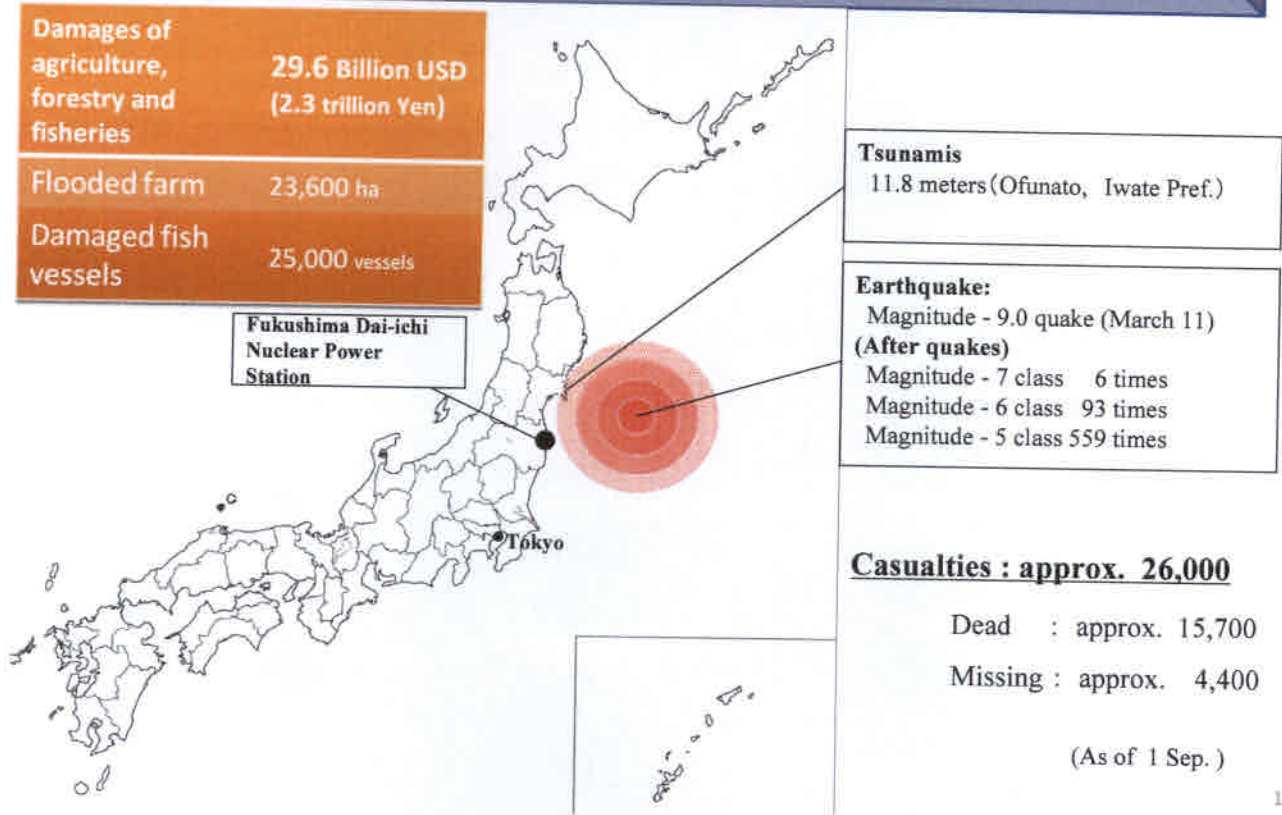 Damages of
agriculture,
forestry and
fisheries
29.6 Billion USD
(2.3 trillion Yen)
Flooded farm 23,600 ha
Damaged fish
vessels
25,000 vessels
Fukushima Dai-ichi
Nuclear Power
Station
Tokyo
Tsunamis
11.8 meters (Ofunato, Iwate Pref.)
Earthquake:
Magnitude - 9.0 quake (March 11)
(After quakes)
Magnitude - 7 class 6 times
Magnitude - 6 class 93 times
Magnitude - 5 class 559 times
Casualties : approx. 26,000
Dead : approx. 15,700
Missing : approx. 4,400
(As of 1 Sep. )
1